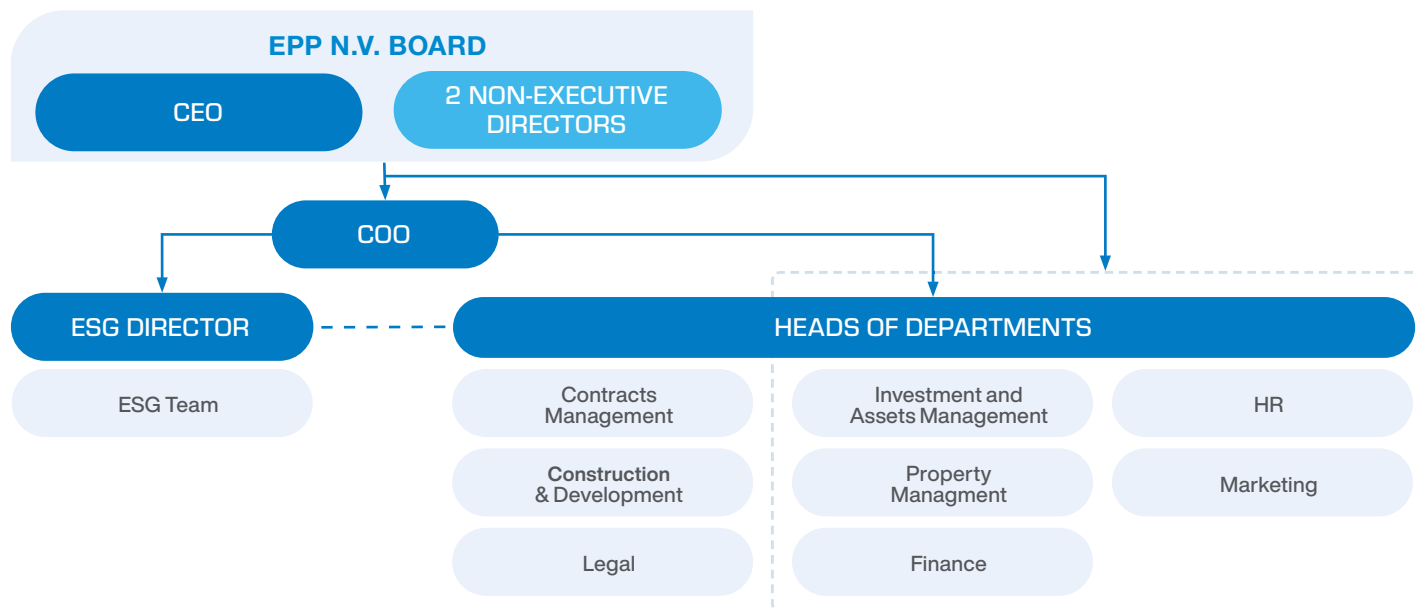 EPP N.V. BOARD
CEO
2 NON-EXECUTIVE
DIRECTORS
COO
ESG DIRECTOR
HEADS OF DEPARTMENTS
ESG Team
Contracts
Management
Investment and
Assets Management
HR
Construction
& Development
Property
Managment
Marketing
Legal
Finance